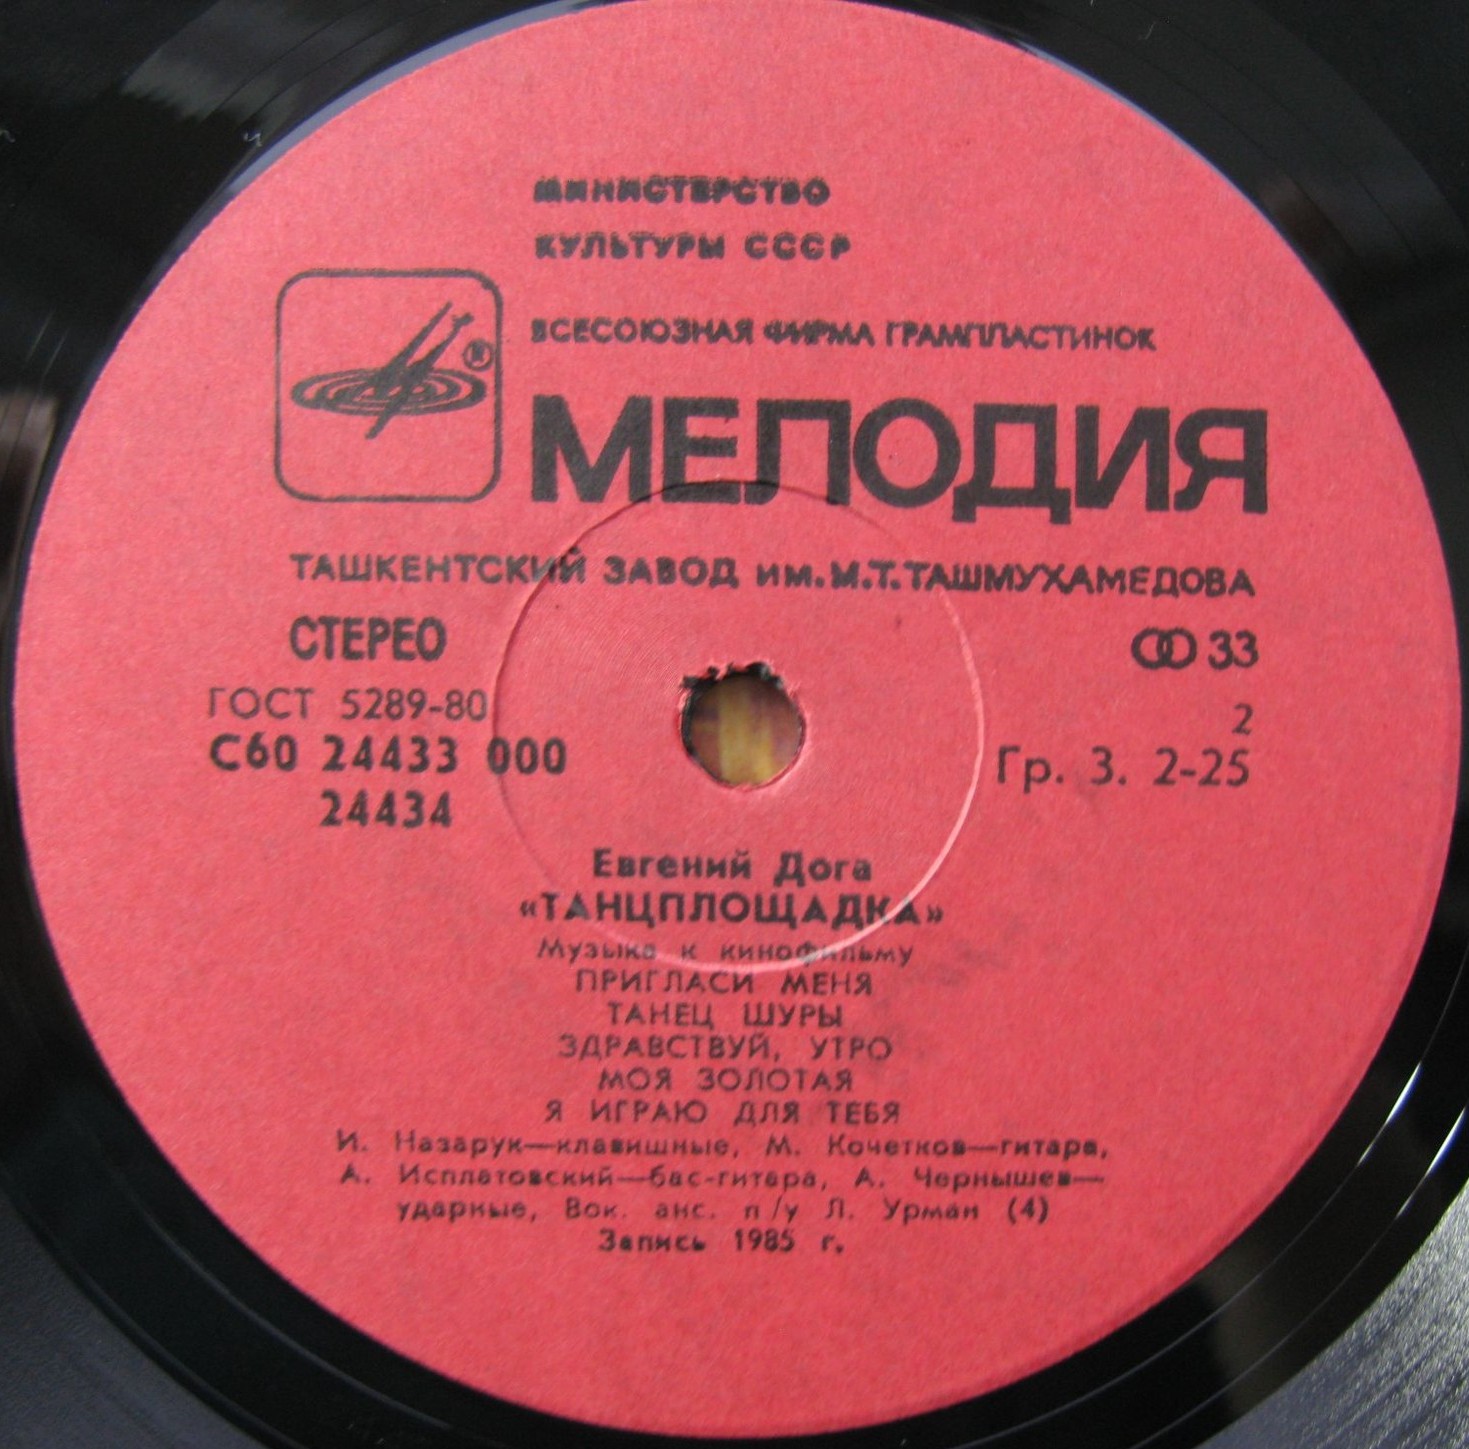 МИНИСТЕРСТВО
КУЛЬТУРЫ СССР
ВСЕСОЮЗНАЯ ФИРМА ГРАМПЛАСТИНОК
®
МЕЛОДИЯ
ТАШКЕНТСКИЙ ЗАВОД им. М.Т. ТАШМУХАМЕДОВА
СТЕРЕО
33
ГОСТ 5289-80
2
С60 24433 000
Гр. 3. 2-25
24434
Евгений Дога
«ТАНЦПЛОЩАДКА»
Музыка к кинофильму
ПРИГЛАСИ МЕНЯ
ТАНЕЦ ШУРЫ
ЗДРАВСТВУЙ, УТРО
МОЯ ЗОЛОТАЯ
Я ИГРАЮ ДЛЯ ТЕБЯ
И. Назарук—клавишные, М. Кочетков—гитара,
А. Исплатовский—бас-гитара, А. Чернышев—
ударные, Вок. анс. п/у Л. Урман (4)
Запись 1985 г.